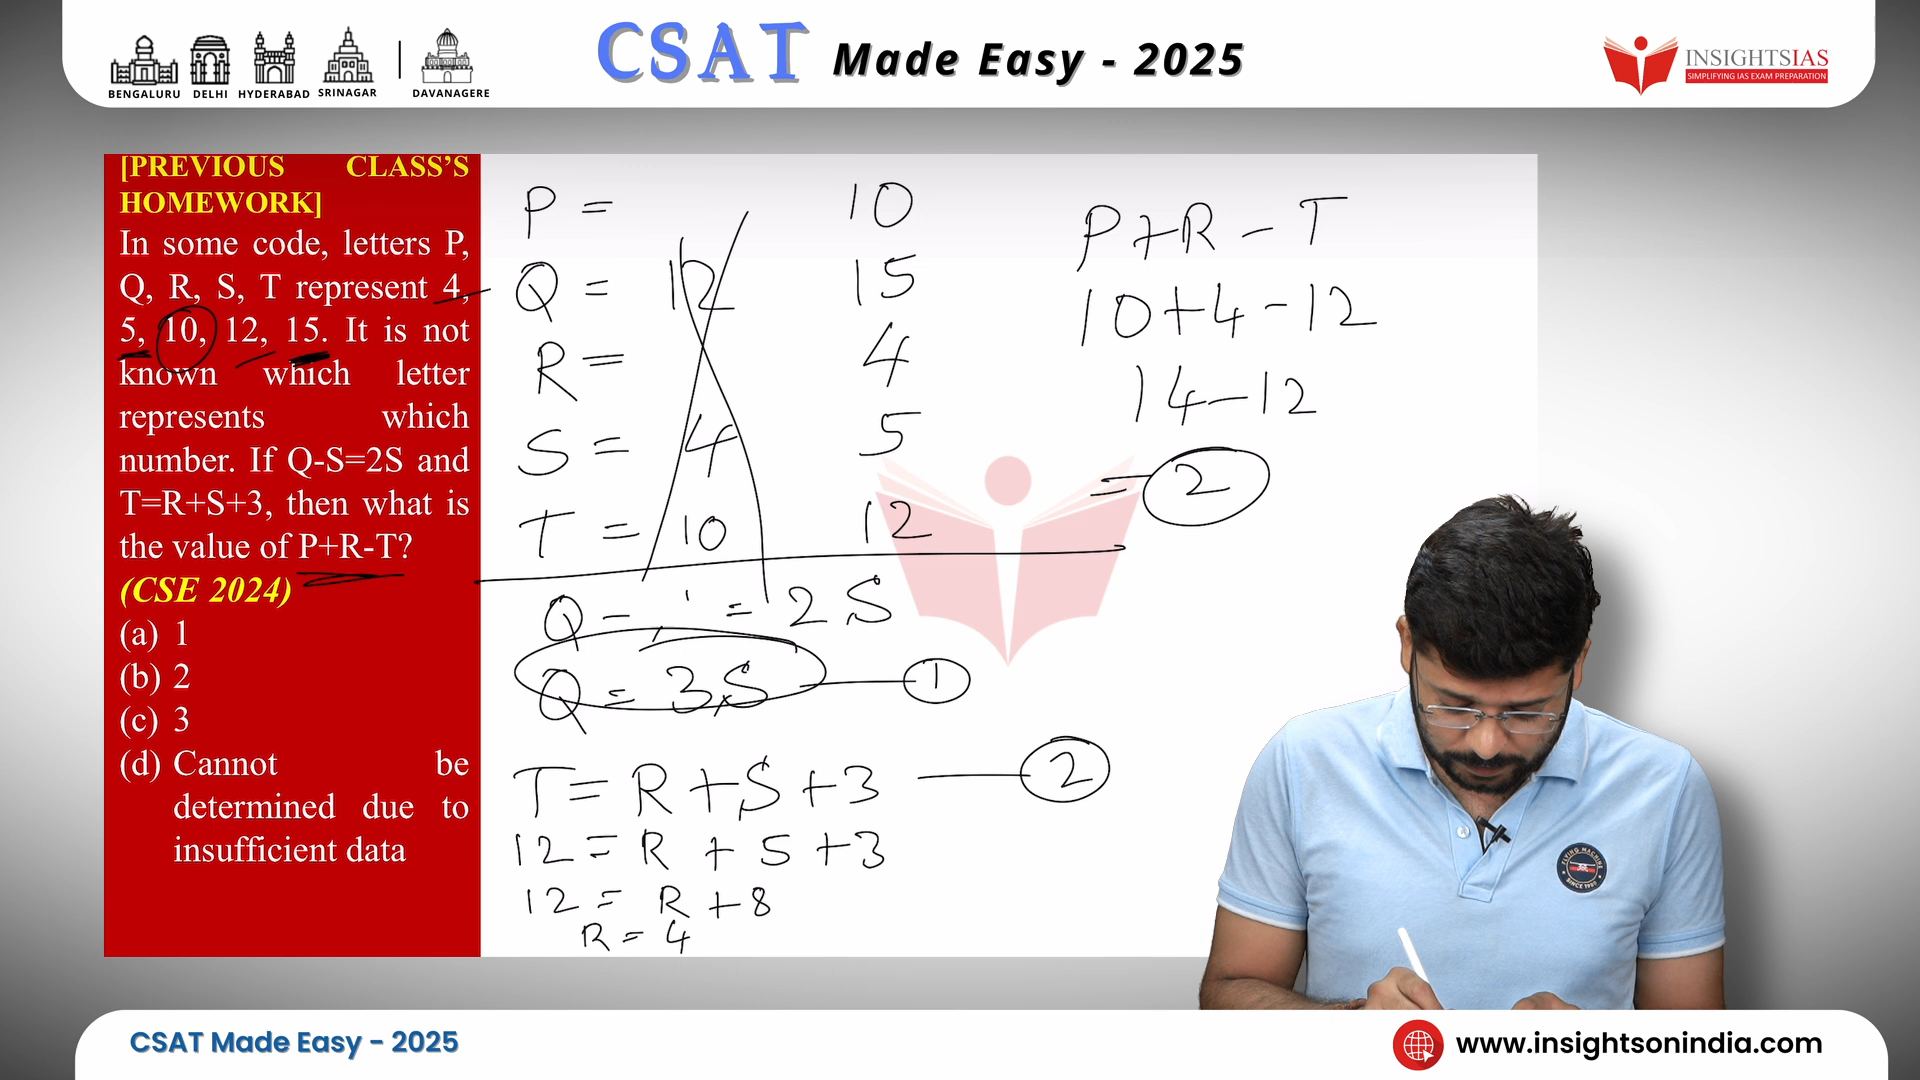 CSAT Made Easy - 2025
BENGALURU DELHI HYDERABAD SRINAGAR DAVANAGERE
INSIGHTSIAS
SIMPLIFYING IAS EXAM PREPARATION
[PREVIOUS CLASS'S
HOMEWORK]
In some code, letters P,
Q, R, S, T represent 4,
5, 10, 12, 15. It is not
known which letter
represents which
number. If Q-S=2S and
T=R+S+3, then what is
the value of P+R-T?
(CSE 2024)
(a) 1
(b) 2
(c) 3
(d) Cannot be
determined due to
insufficient data
P = 10
Q = 12 15
R = 4
S = 4 5
T = 10 12
Q - = 2S
Q = 3S 1
T = R + S + 3 2
12 = R + 5 + 3
12 = R + 8
R = 4
P+R-T
10+4-12
14-12
= 2
FLYING MACHINE
SINCE 1980
CSAT Made Easy - 2025
www.insightsonindia.com